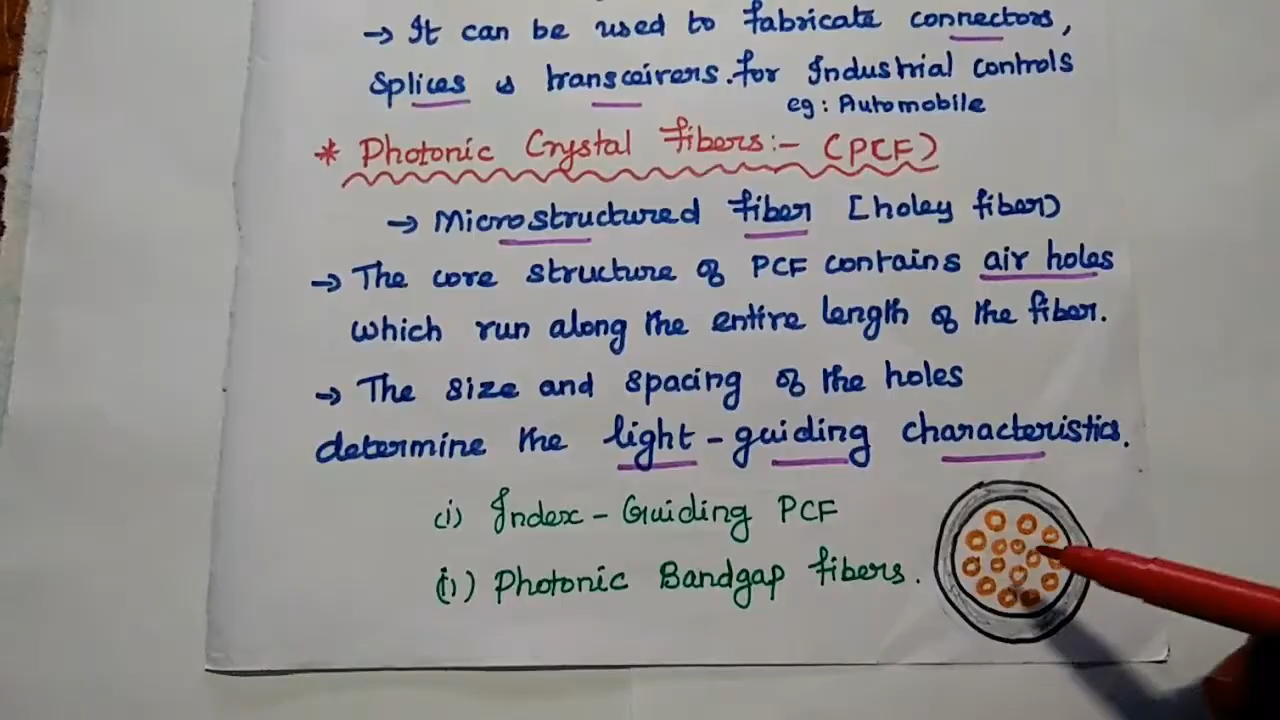 → It can be used to fabricate connectors,
splices & transceivers. for Industrial controls
eg: Automobile
* Photonic Crystal fibers:- (PCF)
→ Microstructured fiber [holey fiber)
→ The core structure of PCF contains air holes
which run along the entire length of the fiber.
→ The size and spacing of the holes
determine the light-guiding characteristics.
(i) Index-Guiding PCF
(ii) Photonic Bandgap fibers.